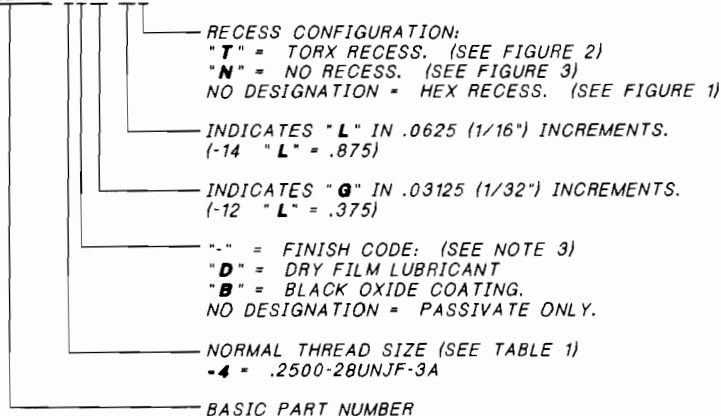 RECESS CONFIGURATION:
"T" = TORX RECESS. (SEE FIGURE 2)
"N" = NO RECESS. (SEE FIGURE 3)
NO DESIGNATION = HEX RECESS. (SEE FIGURE 1)
INDICATES "L" IN .0625 (1/16") INCREMENTS.
(-14 "L" = .875)
INDICATES "G" IN .03125 (1/32") INCREMENTS.
(-12 "L" = .375)
"-" = FINISH CODE: (SEE NOTE 3)
"D" = DRY FILM LUBRICANT
"B" = BLACK OXIDE COATING.
NO DESIGNATION = PASSIVATE ONLY.
NORMAL THREAD SIZE (SEE TABLE 1)
-4 = .2500-28UNJF-3A
BASIC PART NUMBER